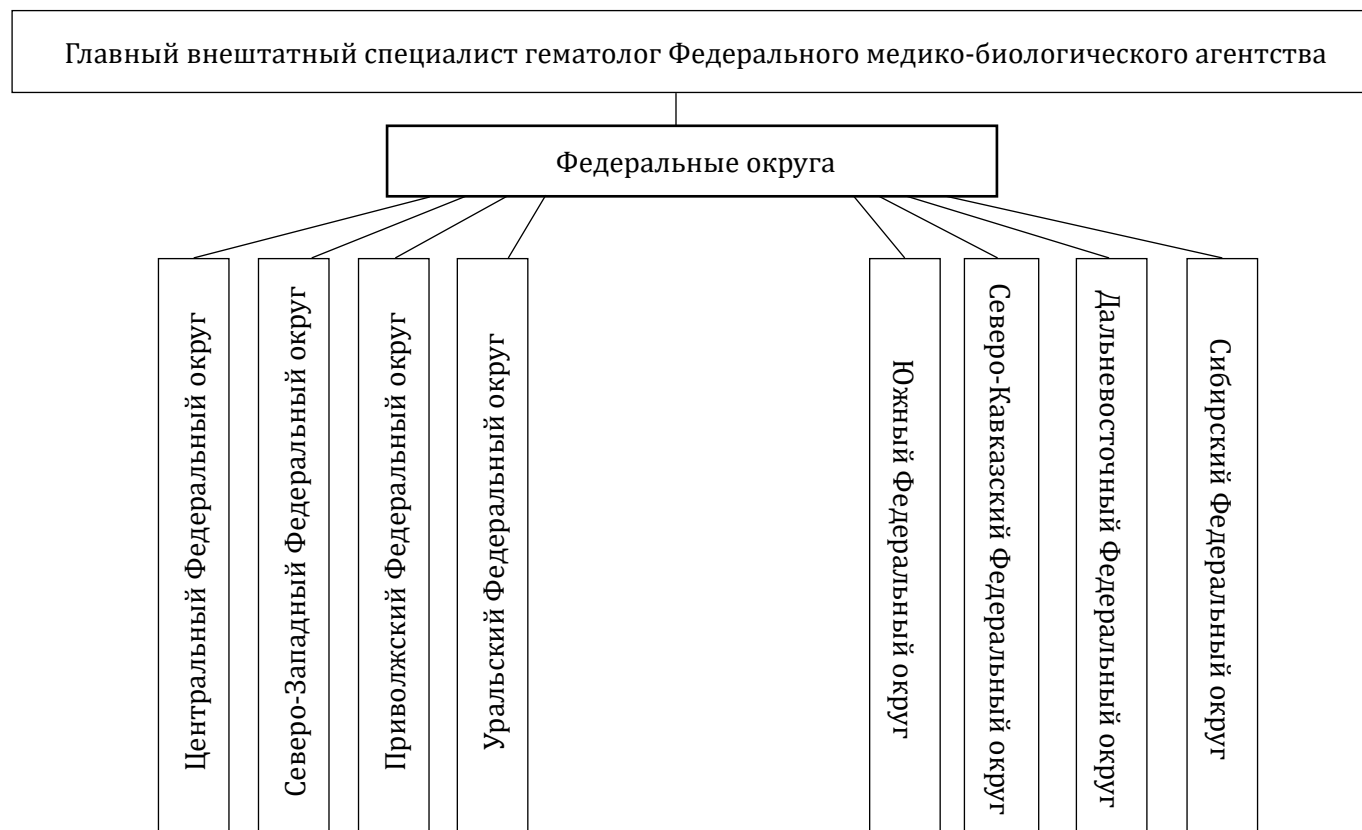 Главный внештатный специалист гематолог Федерального медико-биологического агентства
Федеральные округа
Центральный Федеральный округ
Северо-Западный Федеральный округ
Приволжский Федеральный округ
Уральский Федеральный округ
Южный Федеральный округ
Северо-Кавказский Федеральный округ
Дальневосточный Федеральный округ
Сибирский Федеральный округ